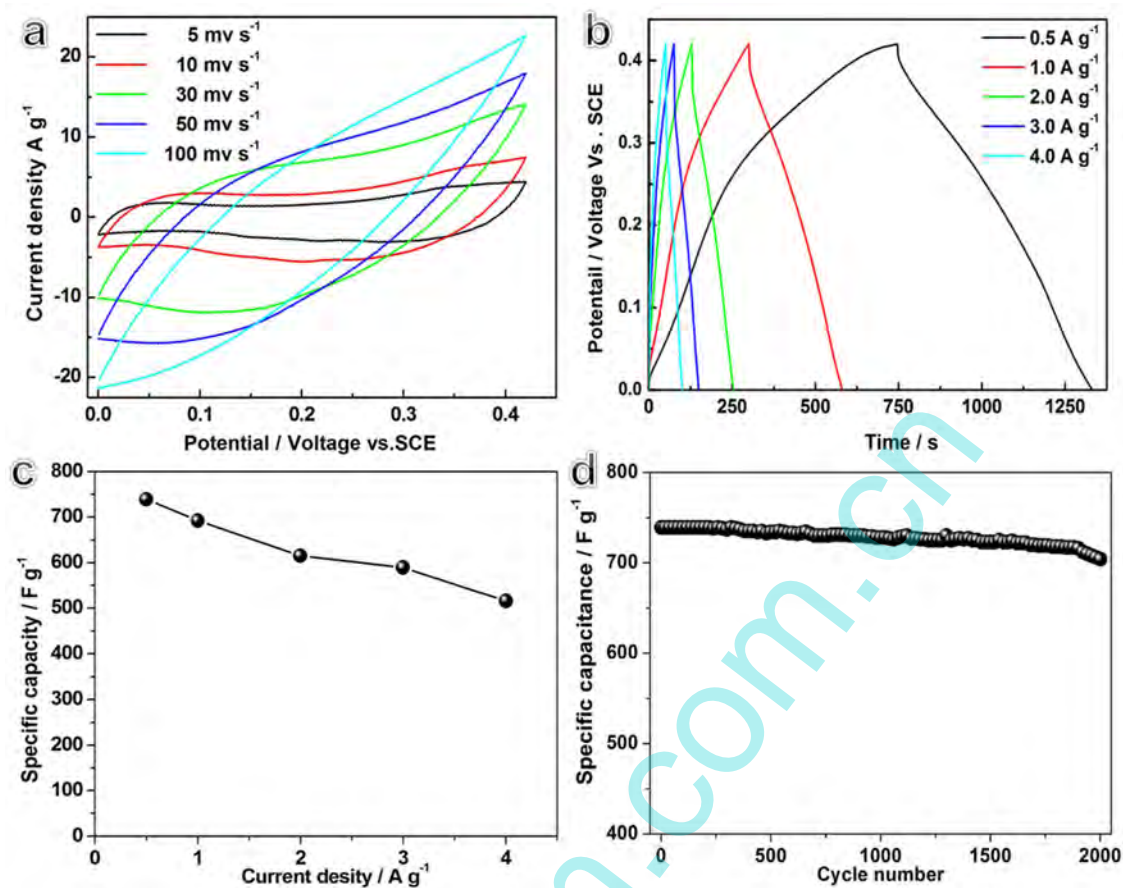 a
5 mv s⁻¹
10 mv s⁻¹
30 mv s⁻¹
50 mv s⁻¹
100 mv s⁻¹
20
10
0
-10
-20
Current density A g⁻¹
0.0 0.1 0.2 0.3 0.4
Potential / Voltage vs.SCE
b
0.5 A g⁻¹
1.0 A g⁻¹
2.0 A g⁻¹
3.0 A g⁻¹
4.0 A g⁻¹
0.4
0.3
0.2
0.1
0.0
Potentail / Voltage Vs . SCE
0 250 500 750 1000 1250
Time / s
c
800
700
600
500
400
300
200
100
0
Specific capacity / F g⁻¹
0 1 2 3 4
Current desity / A g⁻¹
d
800
700
600
500
400
Specific capacitance / F g⁻¹
0 500 1000 1500 2000
Cycle number
.com.cn